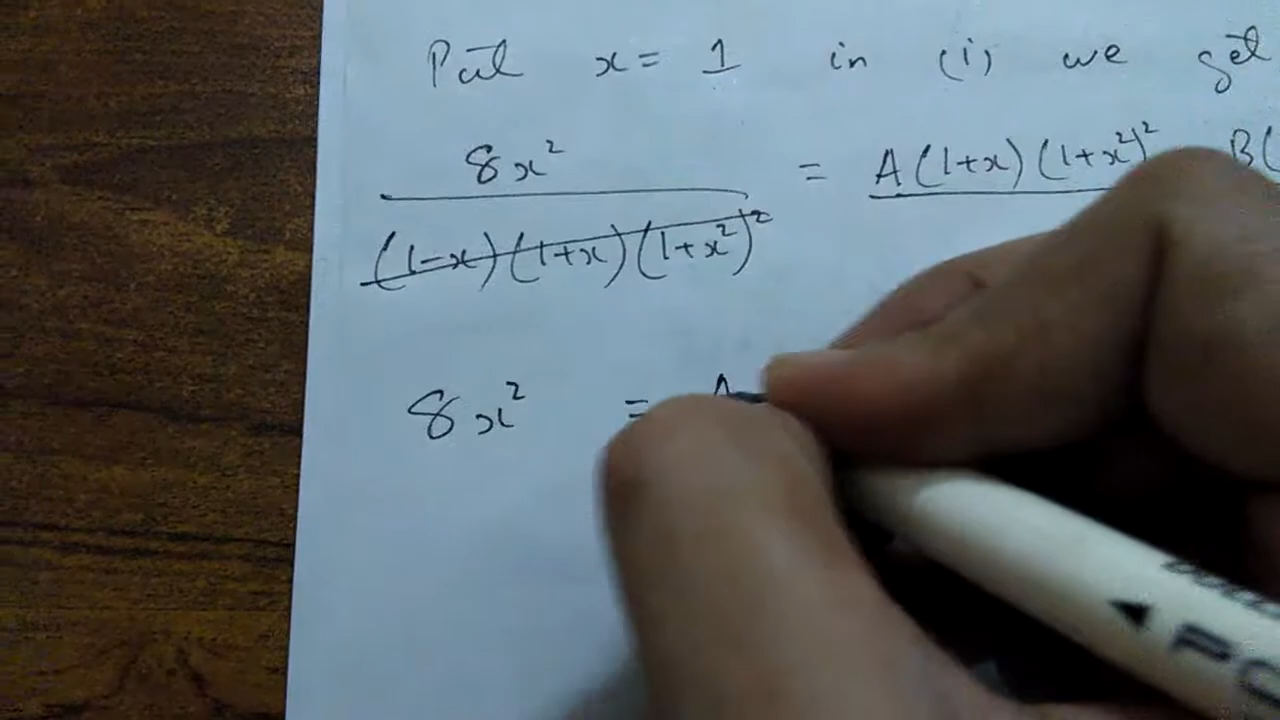 Put x = 1 in (i) we get
8x² = A(1+x)(1+x²)² B(
(1-x)(1+x)(1+x²)²
8x² = A